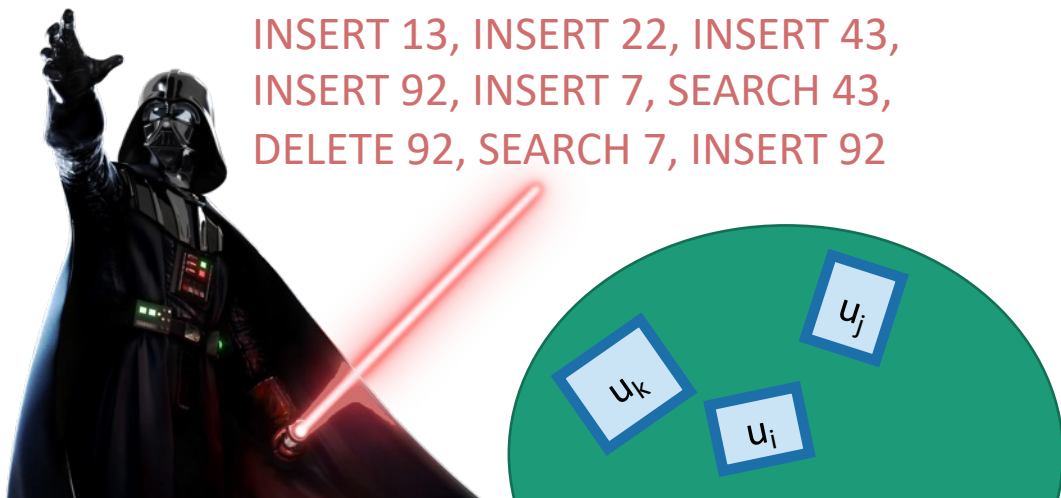 INSERT 13, INSERT 22, INSERT 43,
INSERT 92, INSERT 7, SEARCH 43,
DELETE 92, SEARCH 7, INSERT 92
uⱼ
uₖ
uᵢ